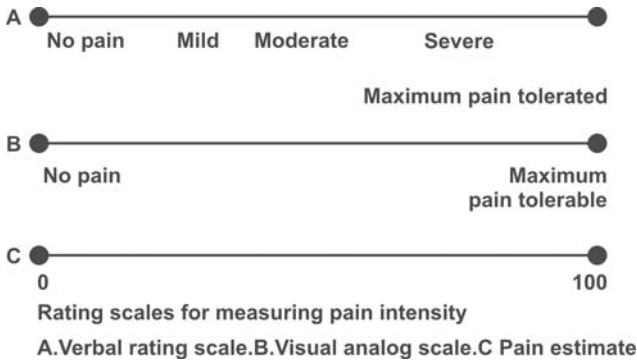 A
No pain Mild Moderate Severe
Maximum pain tolerated
B
No pain Maximum
pain tolerable
C
0 100
Rating scales for measuring pain intensity
A.Verbal rating scale.B.Visual analog scale.C Pain estimate